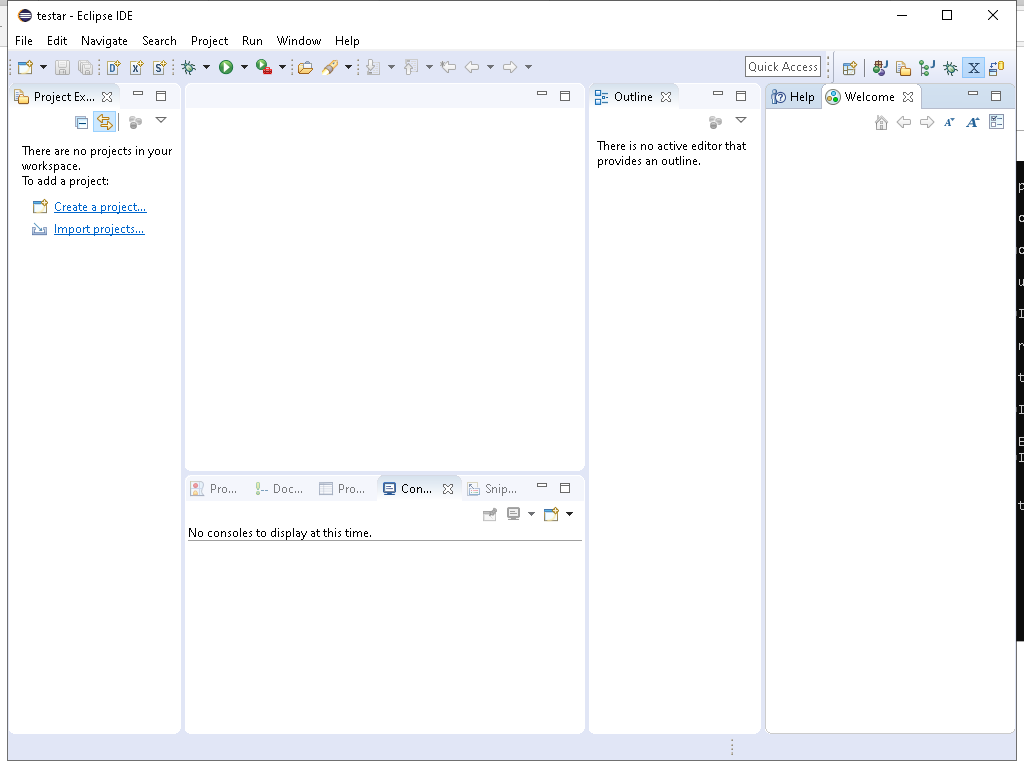 testar - Eclipse IDE
File Edit Navigate Search Project Run Window Help
Quick Access
Project Ex...
There are no projects in your
workspace.
To add a project:
Create a project...
Import projects...
Outline
There is no active editor that
provides an outline.
Help Welcome
Pro... Doc... Pro... Con... Snip...
No consoles to display at this time.